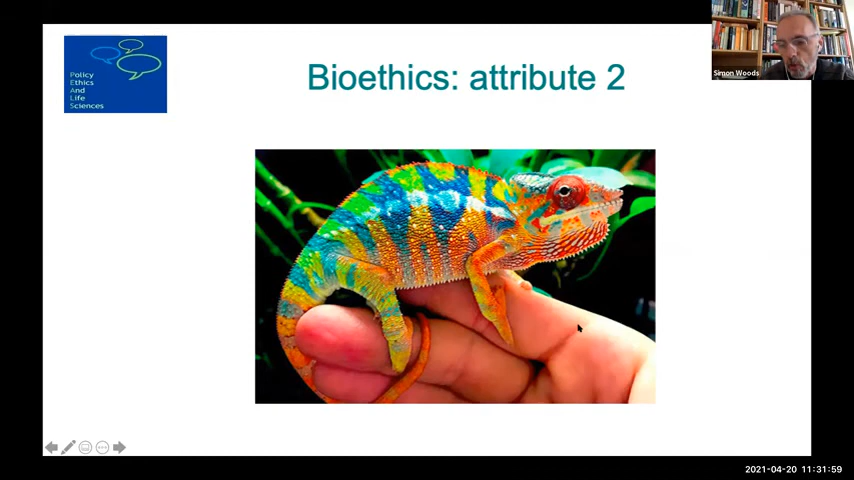 Simon Woods
Bioethics: attribute 2
Policy
Ethics
And
Life
Sciences
2021-04-20 11:31:59